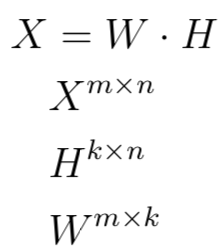 X = W · H
X^{m×n}
H^{k×n}
W^{m×k}